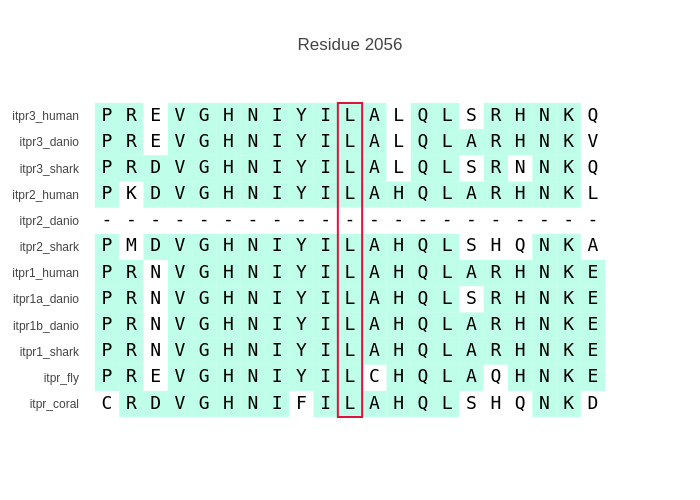 Residue 2056
itpr3_human P R E V G H N I Y I L A L Q L S R H N K Q
itpr3_danio P R E V G H N I Y I L A L Q L A R H N K V
itpr3_shark P R D V G H N I Y I L A L Q L S R N N K Q
itpr2_human P K D V G H N I Y I L A H Q L A R H N K L
itpr2_danio - - - - - - - - - - - - - - - - - - - - -
itpr2_shark P M D V G H N I Y I L A H Q L S H Q N K A
itpr1_human P R N V G H N I Y I L A H Q L A R H N K E
itpr1a_danio P R N V G H N I Y I L A H Q L S R H N K E
itpr1b_danio P R N V G H N I Y I L A H Q L A R H N K E
itpr1_shark P R N V G H N I Y I L A H Q L A R H N K E
itpr_fly P R E V G H N I Y I L C H Q L A Q H N K E
itpr_coral C R D V G H N I F I L A H Q L S H Q N K D